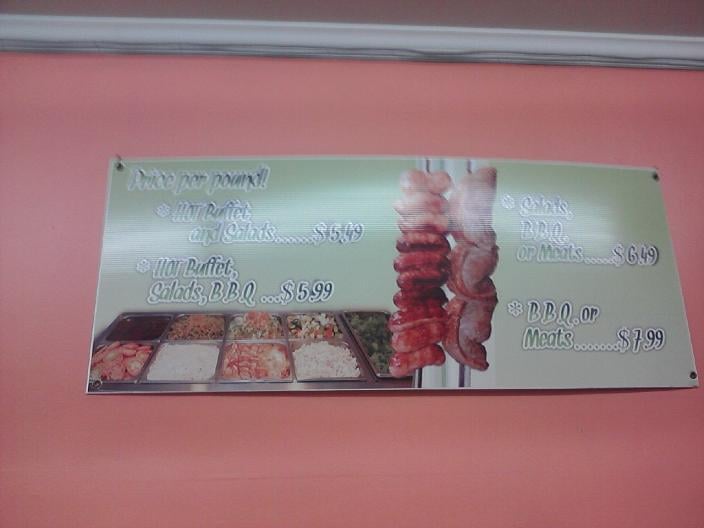 Price per pound!
* HOT Buffet,
and Salads.......$5,49
* HOT Buffet,
Salads, B B Q ...$5.99
* Salads,
B B Q,
or Meats......$6,49
* B B Q. or
Meats........$7.99